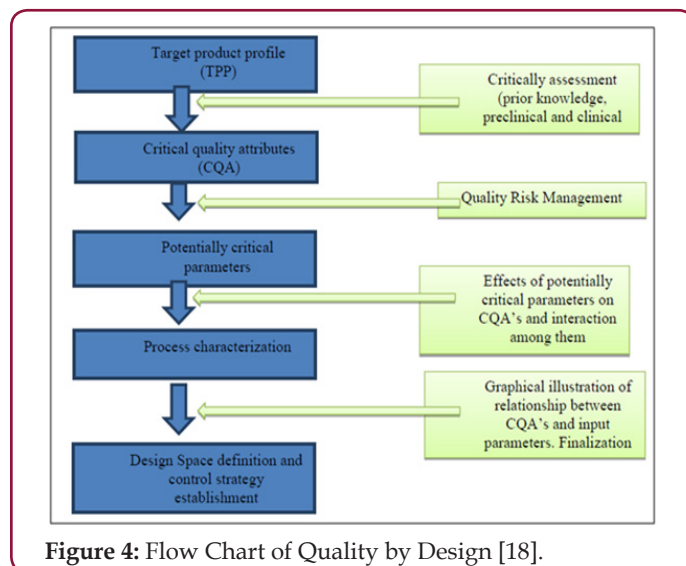 Target product profile
(TPP)
Critically assessment
(prior knowledge,
preclinical and clinical
Critical quality attributes
(CQA)
Quality Risk Management
Potentially critical
parameters
Effects of potentially
critical parameters on
CQA's and interaction
among them
Process characterization
Graphical illustration of
relationship between
CQA's and input
parameters. Finalization
Design Space definition and
control strategy
establishment
Figure 4: Flow Chart of Quality by Design [18].